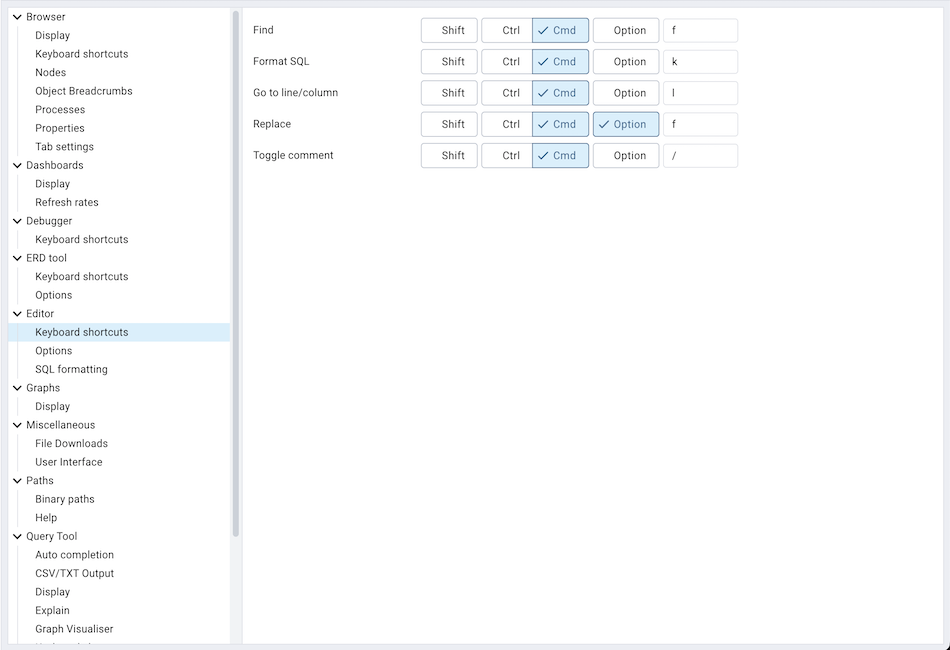 Browser
Display
Keyboard shortcuts
Nodes
Object Breadcrumbs
Processes
Properties
Tab settings
Dashboards
Display
Refresh rates
Debugger
Keyboard shortcuts
ERD tool
Keyboard shortcuts
Options
Editor
Keyboard shortcuts
Options
SQL formatting
Graphs
Display
Miscellaneous
File Downloads
User Interface
Paths
Binary paths
Help
Query Tool
Auto completion
CSV/TXT Output
Display
Explain
Graph Visualiser
Find Shift Ctrl Cmd Option f
Format SQL Shift Ctrl Cmd Option k
Go to line/column Shift Ctrl Cmd Option l
Replace Shift Ctrl Cmd Option f
Toggle comment Shift Ctrl Cmd Option /